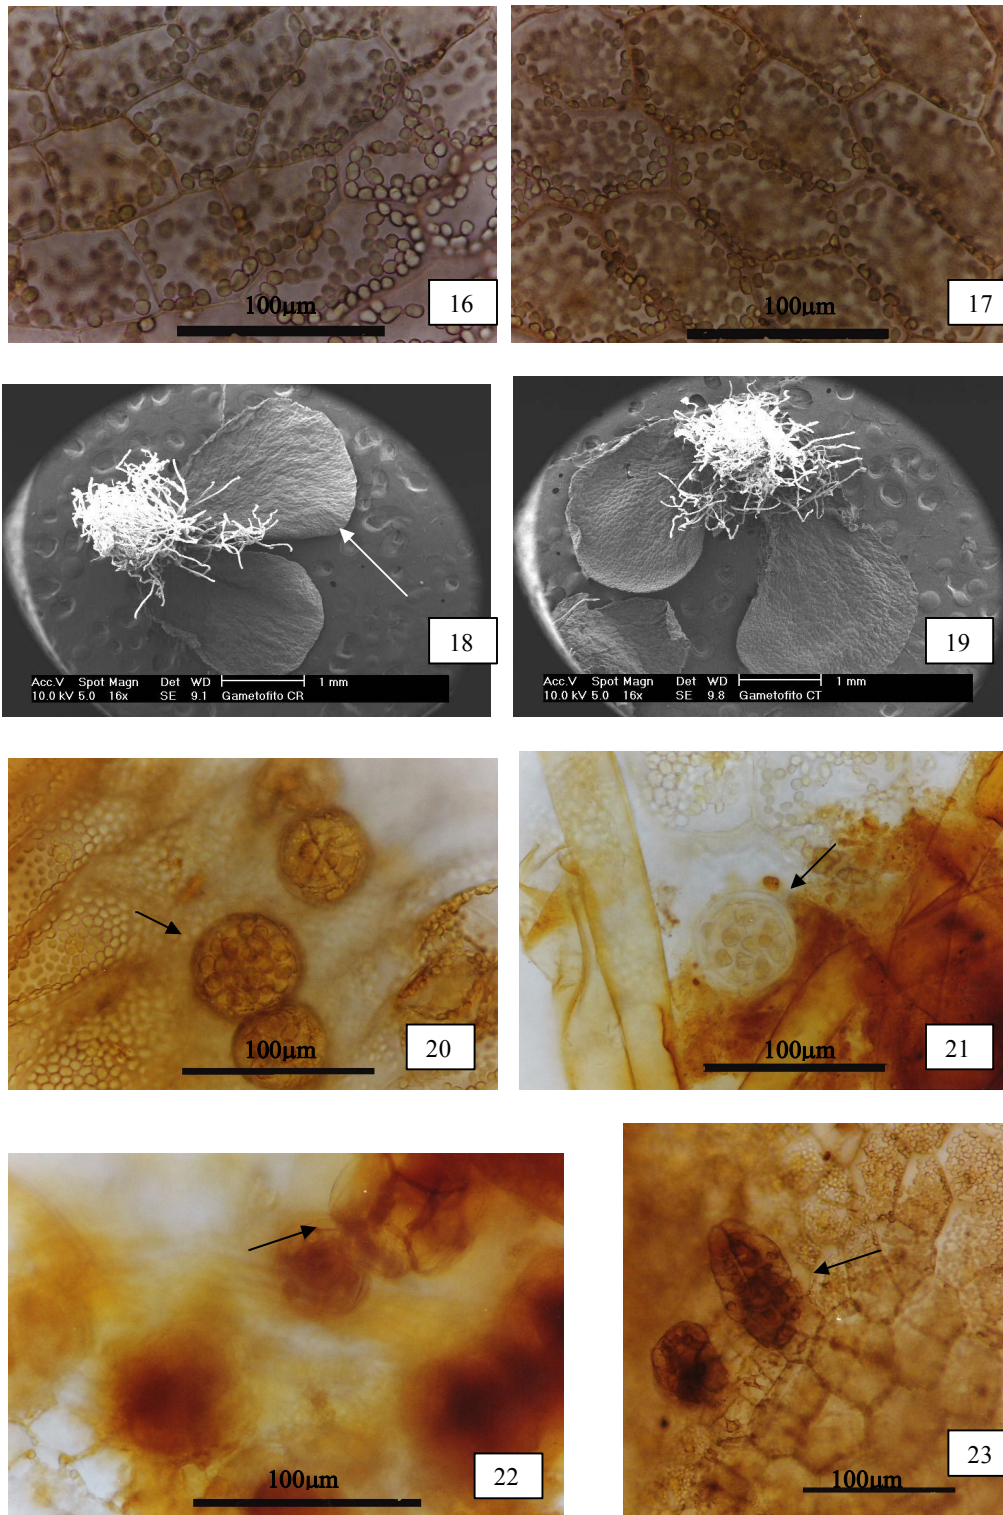 100µm
16
100µm
17
18
Acc.V Spot Magn Det WD 1 mm
10.0 kV 5.0 16x SE 9.1 Gametofito CR
19
Acc.V Spot Magn Det WD 1 mm
10.0 kV 5.0 16x SE 9.8 Gametofito CT
100µm
20
100µm
21
100µm
22
100µm
23